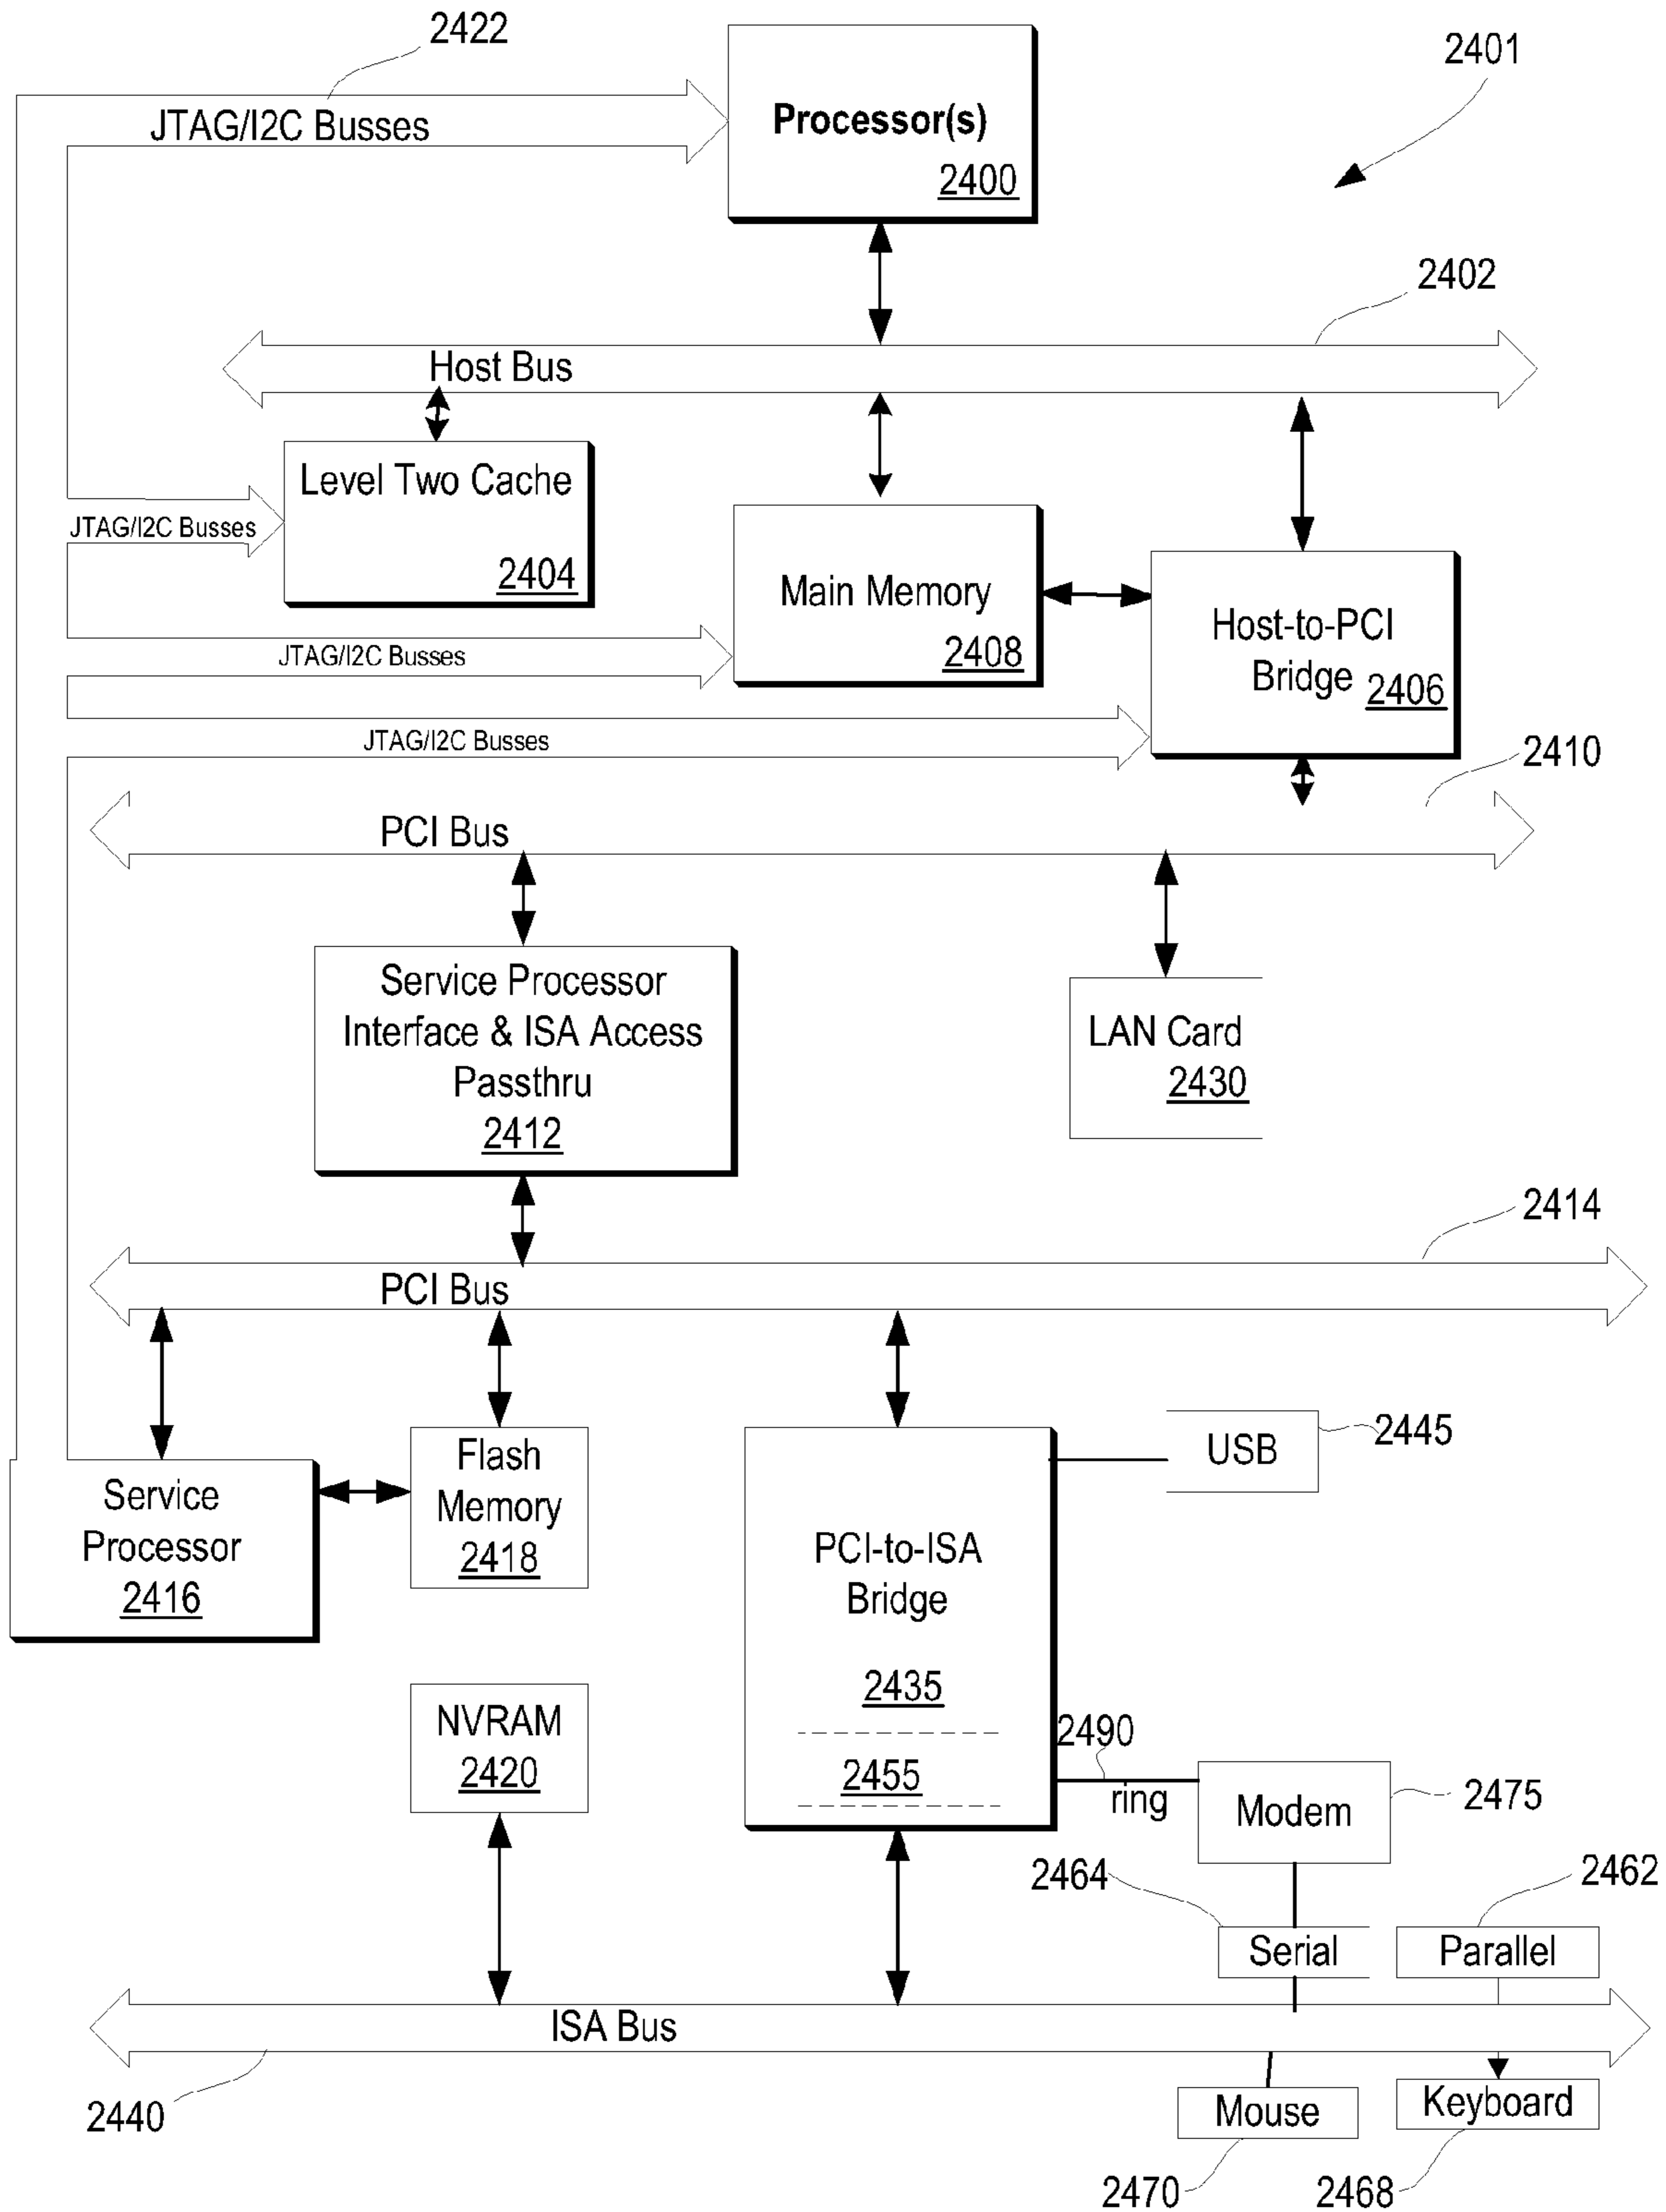 2422
2401
JTAG/I2C Busses
Processor(s)
2400
2402
Host Bus
Level Two Cache
2404
JTAG/I2C Busses
Main Memory
2408
Host-to-PCI
Bridge 2406
JTAG/I2C Busses
JTAG/I2C Busses
2410
PCI Bus
Service Processor
Interface & ISA Access
Passthru
2412
LAN Card
2430
2414
PCI Bus
Service
Processor
2416
Flash
Memory
2418
USB
2445
PCI-to-ISA
Bridge
2435
2455
NVRAM
2420
2490
ring
Modem
2475
2464
2462
Serial
Parallel
ISA Bus
2440
Mouse
Keyboard
2470
2468